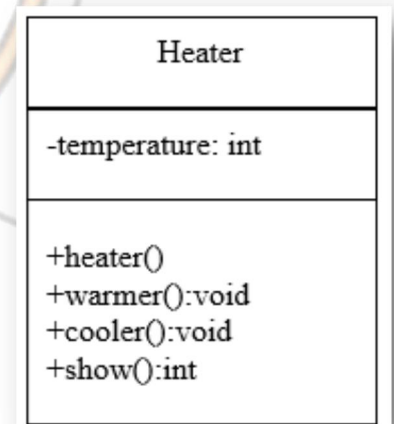 Heater
-temperature: int
+heater()
+warmer():void
+cooler():void
+show():int